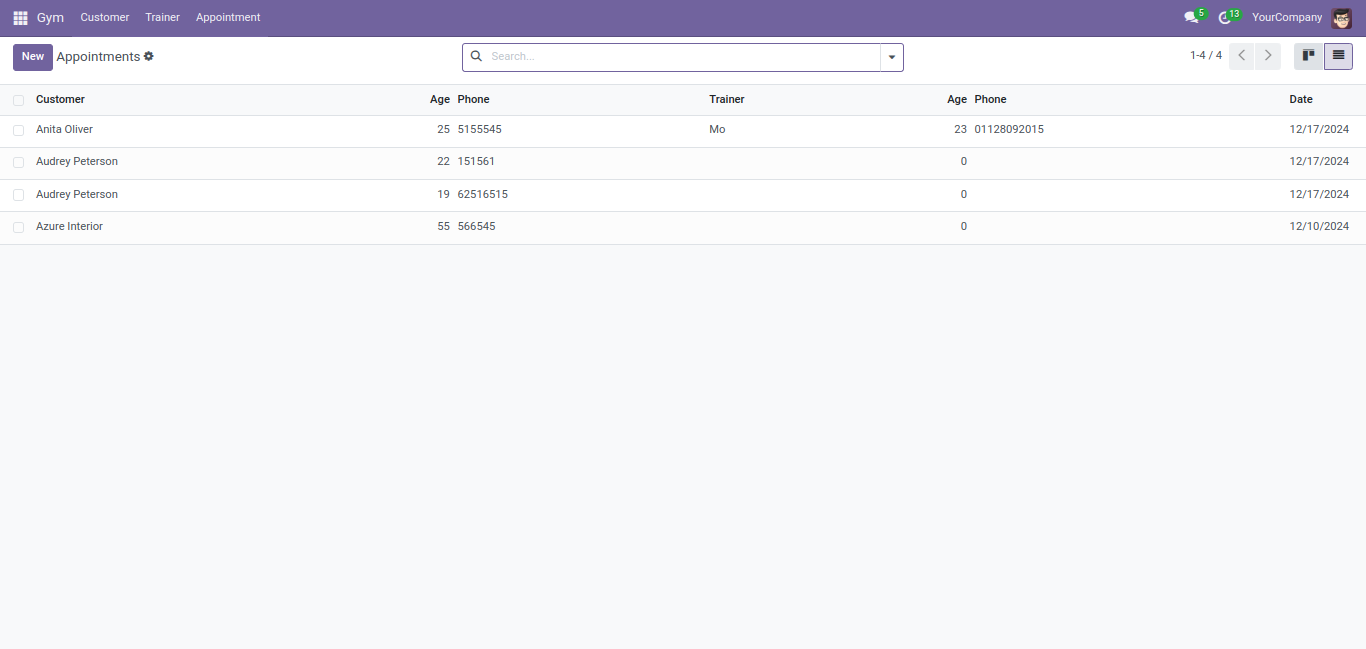 Gym Customer Trainer Appointment 5 13 YourCompany
New Appointments Search... 1-4 / 4
Customer Age Phone Trainer Age Phone Date
Anita Oliver 25 5155545 Mo 23 01128092015 12/17/2024
Audrey Peterson 22 151561 0 12/17/2024
Audrey Peterson 19 62516515 0 12/17/2024
Azure Interior 55 566545 0 12/10/2024